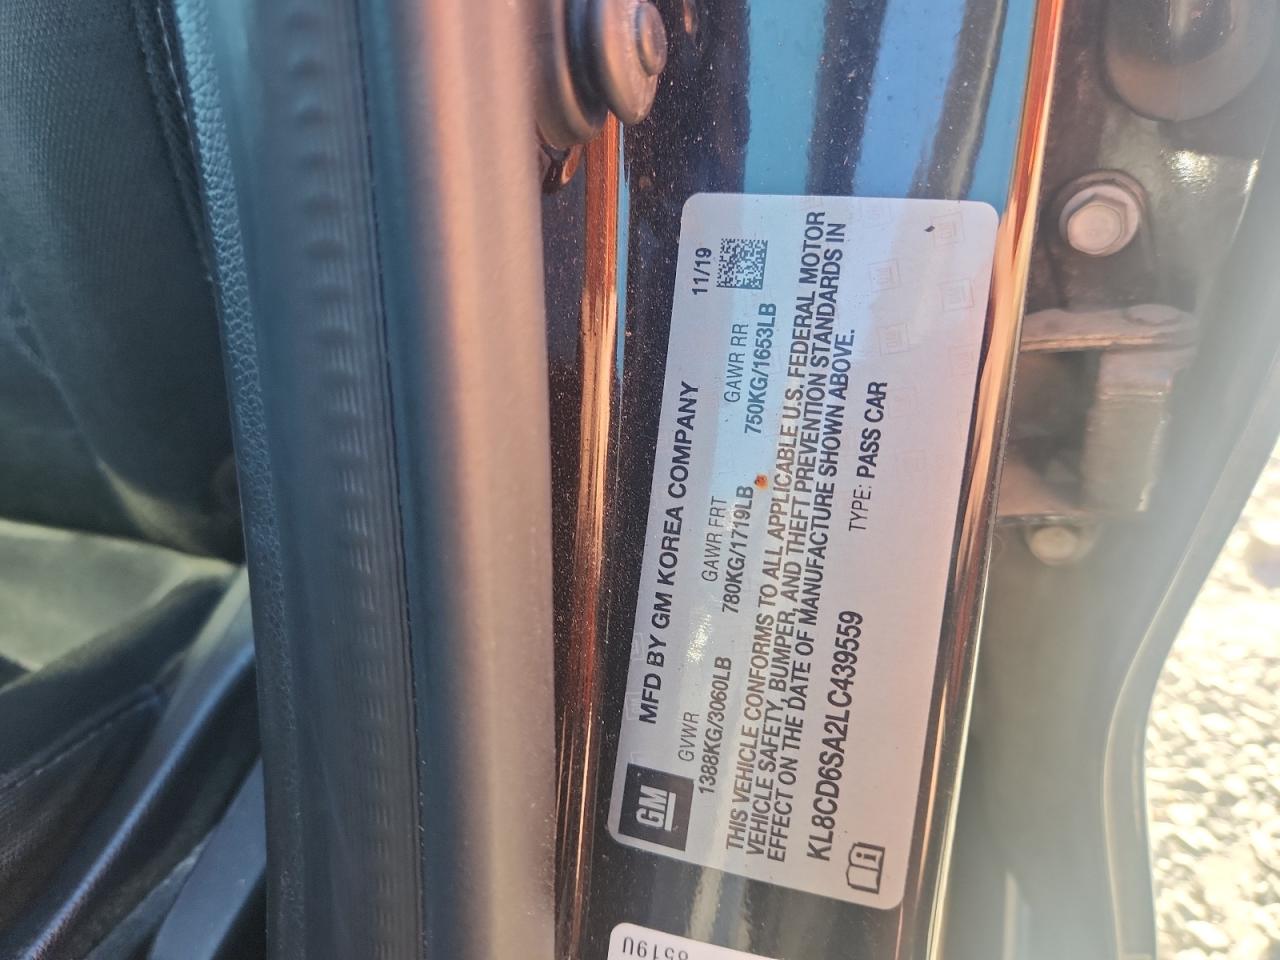 GM
MFD BY GM KOREA COMPANY 11/19
GVWR GAWR FRT GAWR RR
1388KG/3060LB 780KG/1719LB 750KG/1653LB
THIS VEHICLE CONFORMS TO ALL APPLICABLE U.S. FEDERAL MOTOR
VEHICLE SAFETY, BUMPER, AND THEFT PREVENTION STANDARDS IN
EFFECT ON THE DATE OF MANUFACTURE SHOWN ABOVE.
KL8CD6SA2LC439559 TYPE: PASS CAR